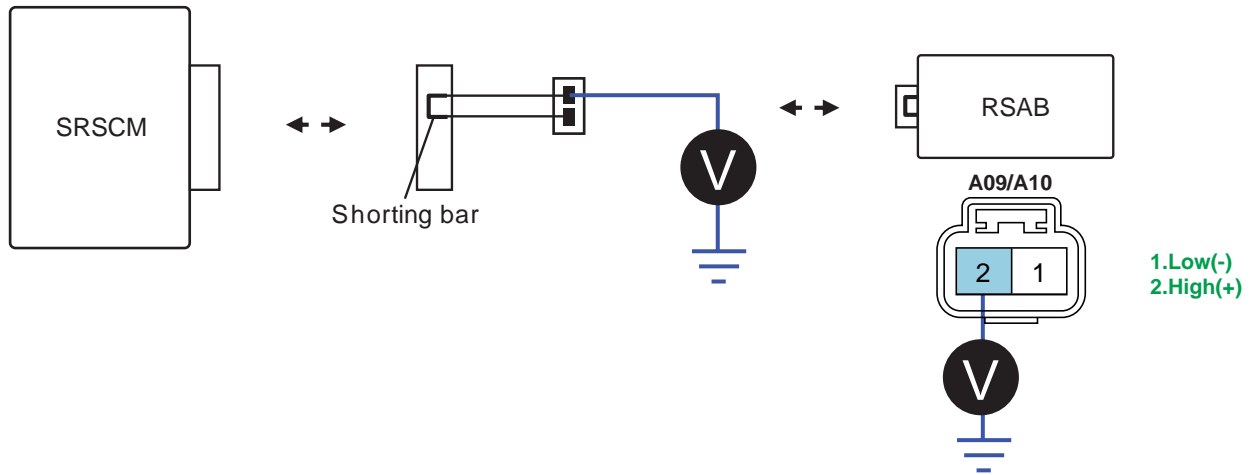 SRSCM
Shorting bar
V
RSAB
A09/A10
2 1
1.Low(-)
2.High(+)
V